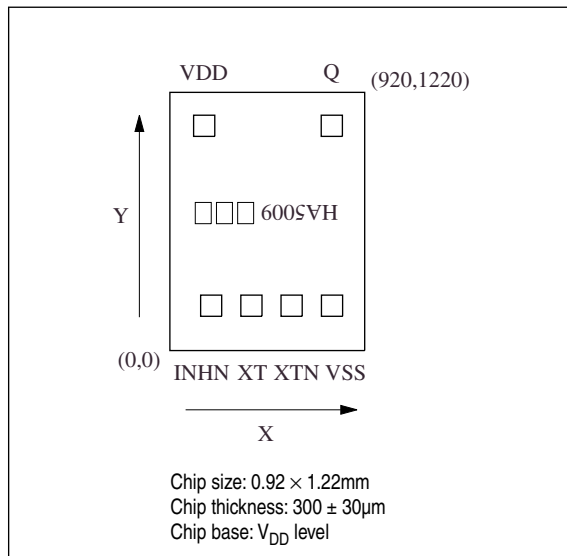 VDD Q (920,1220)
Y
HA5009
(0,0)
INHN XT XTN VSS
X
Chip size: 0.92 × 1.22mm
Chip thickness: 300 ± 30µm
Chip base: VDD level